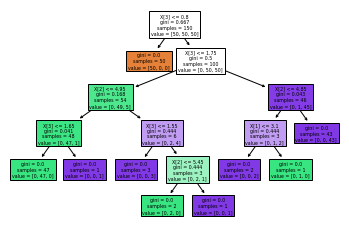 X[3] <= 0.8
gini = 0.667
samples = 150
value = [50, 50, 50]
gini = 0.0
samples = 50
value = [50, 0, 0]
X[3] <= 1.75
gini = 0.5
samples = 100
value = [0, 50, 50]
X[2] <= 4.95
gini = 0.168
samples = 54
value = [0, 49, 5]
X[2] <= 4.85
gini = 0.043
samples = 46
value = [0, 1, 45]
X[3] <= 1.65
gini = 0.041
samples = 48
value = [0, 47, 1]
X[3] <= 1.55
gini = 0.444
samples = 6
value = [0, 2, 4]
X[1] <= 3.1
gini = 0.444
samples = 3
value = [0, 1, 2]
gini = 0.0
samples = 43
value = [0, 0, 43]
gini = 0.0
samples = 47
value = [0, 47, 0]
gini = 0.0
samples = 1
value = [0, 0, 1]
gini = 0.0
samples = 3
value = [0, 0, 3]
X[2] <= 5.45
gini = 0.444
samples = 3
value = [0, 2, 1]
gini = 0.0
samples = 2
value = [0, 0, 2]
gini = 0.0
samples = 1
value = [0, 1, 0]
gini = 0.0
samples = 2
value = [0, 2, 0]
gini = 0.0
samples = 1
value = [0, 0, 1]